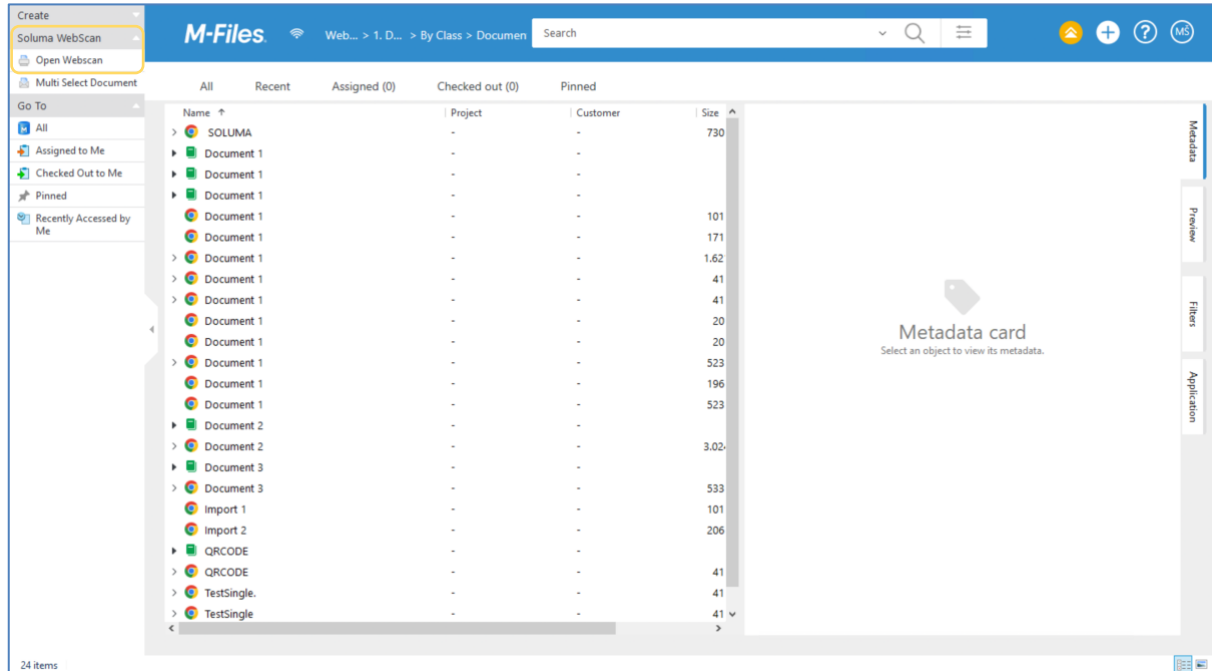 Create
Soluma WebScan
Open Webscan
Multi Select Document
Go To
All
Assigned to Me
Checked Out to Me
Pinned
Recently Accessed by
Me
M-Files.
Web... > 1. D... > By Class > Documen
Search
MŠ
All Recent Assigned (0) Checked out (0) Pinned
Name Project Customer Size
SOLUMA - - 730
Document 1 - -
Document 1 - -
Document 1 - -
Document 1 - - 101
Document 1 - - 171
Document 1 - - 1.62
Document 1 - - 41
Document 1 - - 41
Document 1 - - 20
Document 1 - - 20
Document 1 - - 523
Document 1 - - 196
Document 1 - - 523
Document 2 - -
Document 2 - - 3.02
Document 3 - -
Document 3 - - 533
Import 1 - - 101
Import 2 - - 206
QRCODE - -
QRCODE - - 41
TestSingle. - - 41
TestSingle - - 41
Metadata card
Select an object to view its metadata.
Metadata
Preview
Filters
Application
24 items